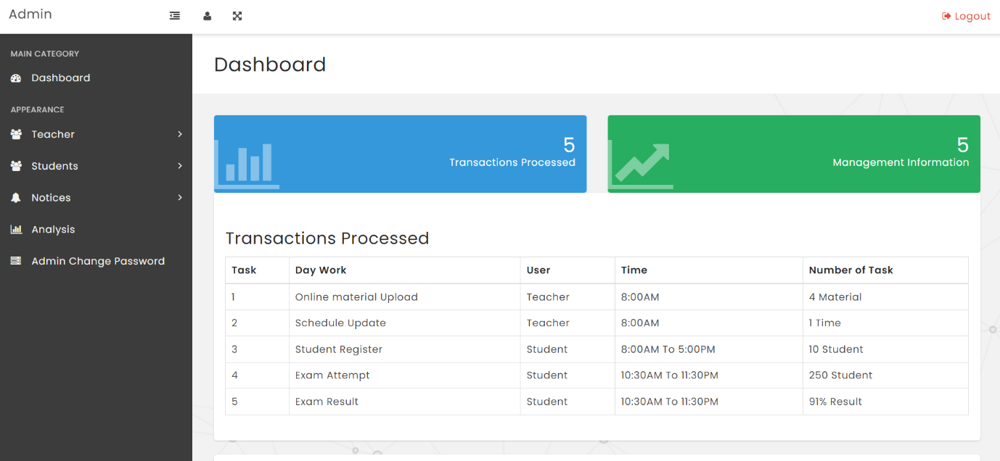 Admin
Logout
MAIN CATEGORY
Dashboard
APPEARANCE
Teacher
Students
Notices
Analysis
Admin Change Password
Dashboard
5
Transactions Processed
5
Management Information
Transactions Processed
Task Day Work User Time Number of Task
1 Online material Upload Teacher 8:00AM 4 Material
2 Schedule Update Teacher 8:00AM 1 Time
3 Student Register Student 8:00AM To 5:00PM 10 Student
4 Exam Attempt Student 10:30AM To 11:30PM 250 Student
5 Exam Result Student 10:30AM To 11:30PM 91% Result